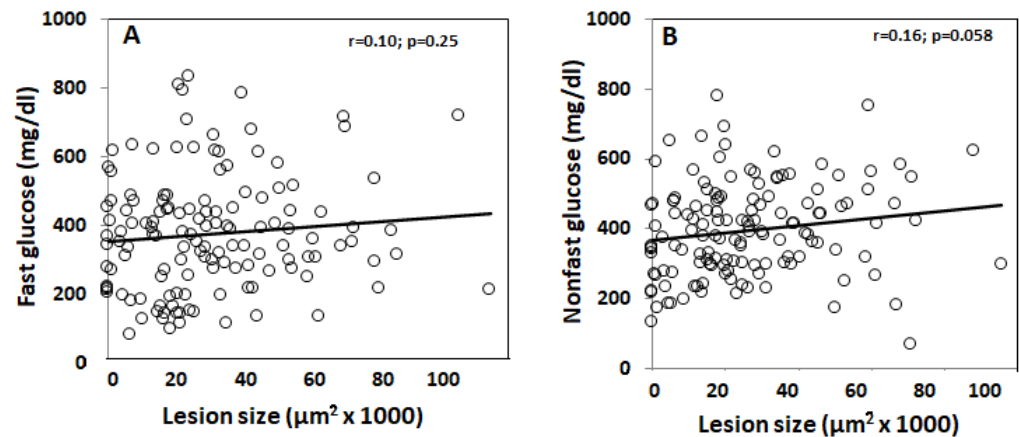 A
r=0.10; p=0.25
Fast glucose (mg/dl)
1000
800
600
400
200
0
0 20 40 60 80 100
Lesion size (µm² x 1000)
B
r=0.16; p=0.058
Nonfast glucose (mg/dl)
1000
800
600
400
200
0
0 20 40 60 80 100
Lesion size (µm² x 1000)